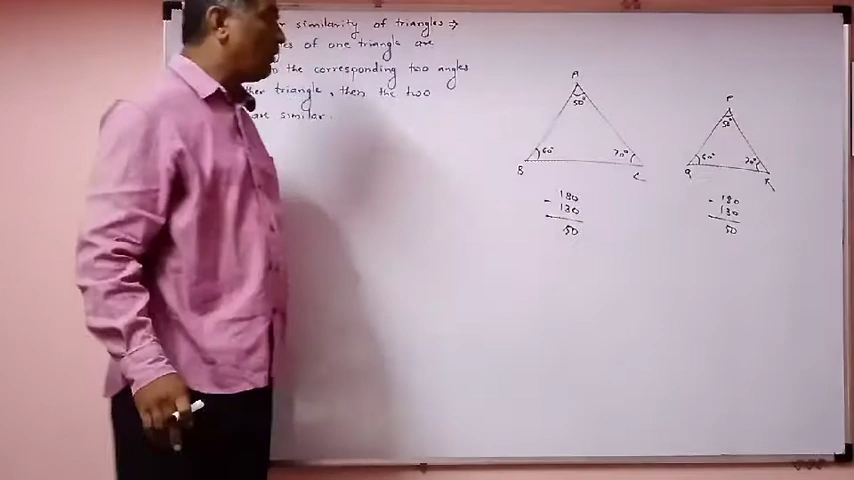 similarity of triangles ⇒
of one triangle are
the corresponding two angles
triangle, then the two
are similar.
A
50°
B 60° 70° C
- 180
130
50
P
50°
Q 60° 70° R
- 180
130
50